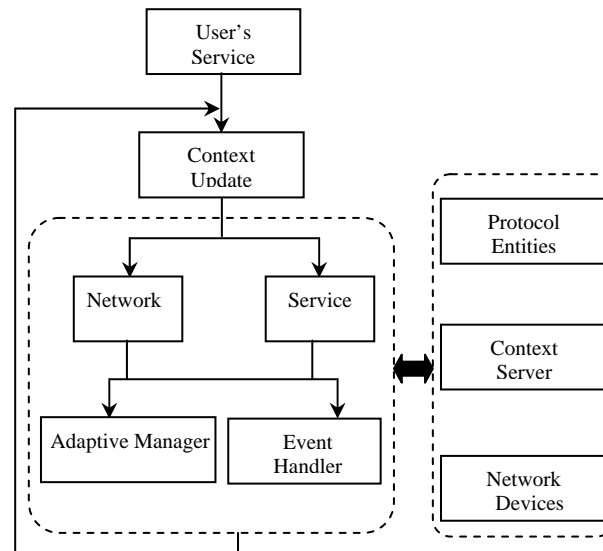 User's
Service
Context
Update
Network
Service
Adaptive Manager
Event
Handler
Protocol
Entities
Context
Server
Network
Devices